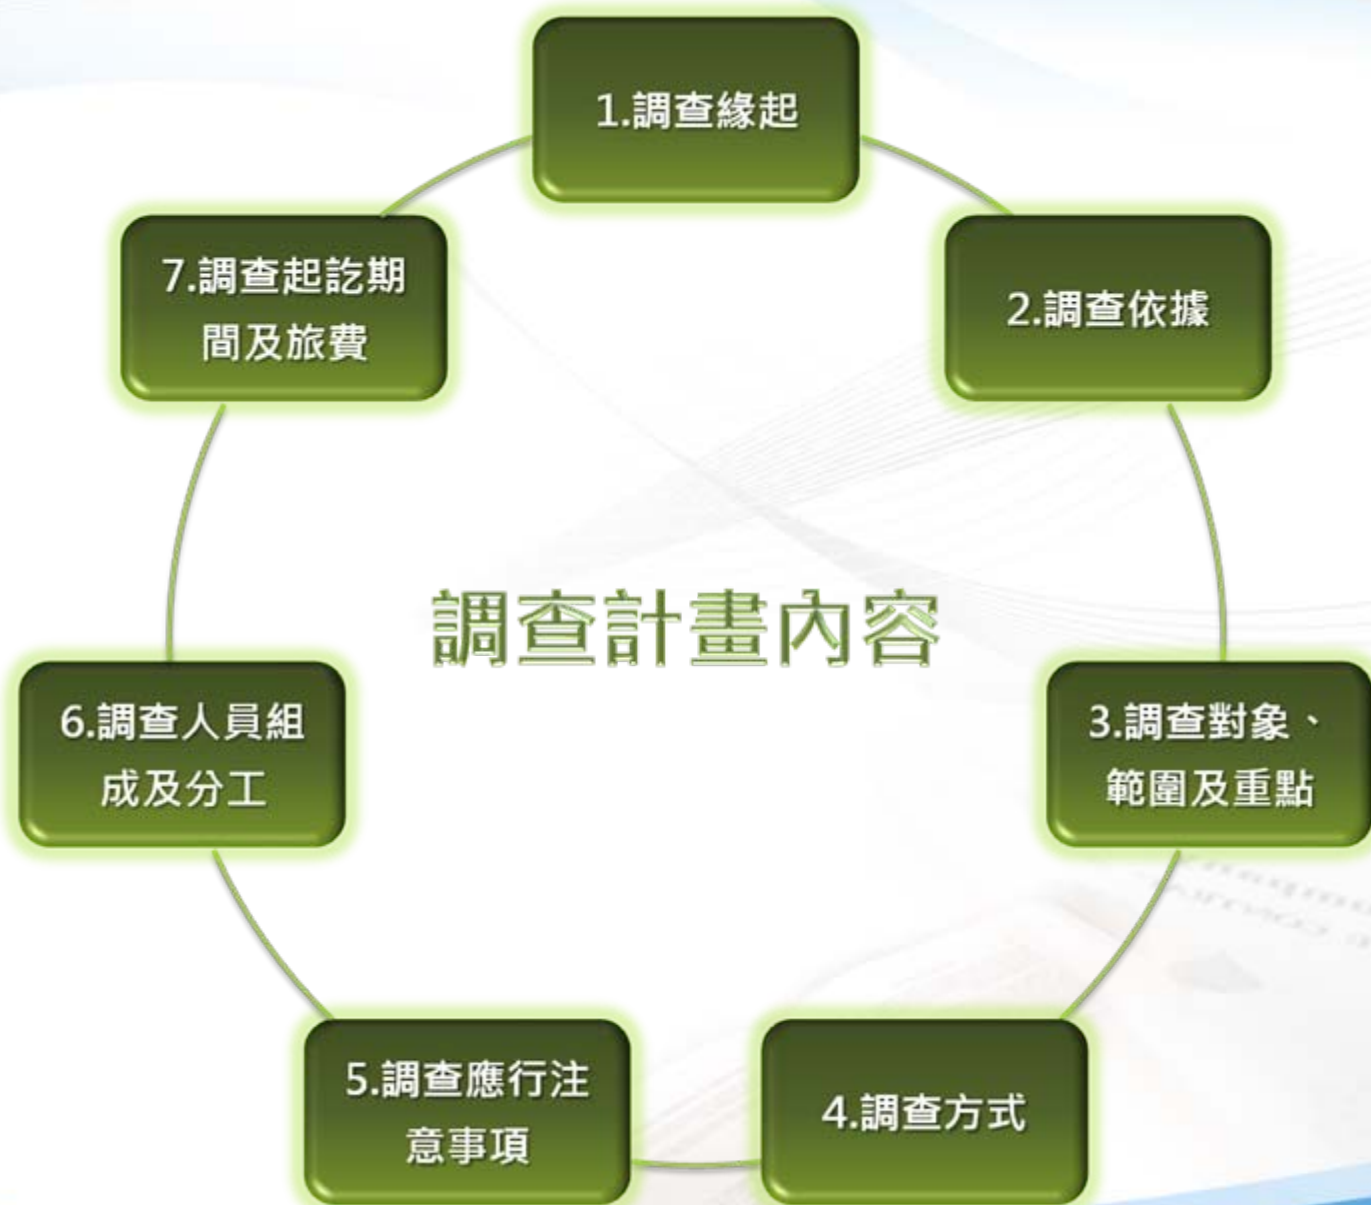 1.調查緣起
2.調查依據
3.調查對象、
範圍及重點
4.調查方式
5.調查應行注
意事項
6.調查人員組
成及分工
7.調查起訖期
間及旅費
調查計畫內容